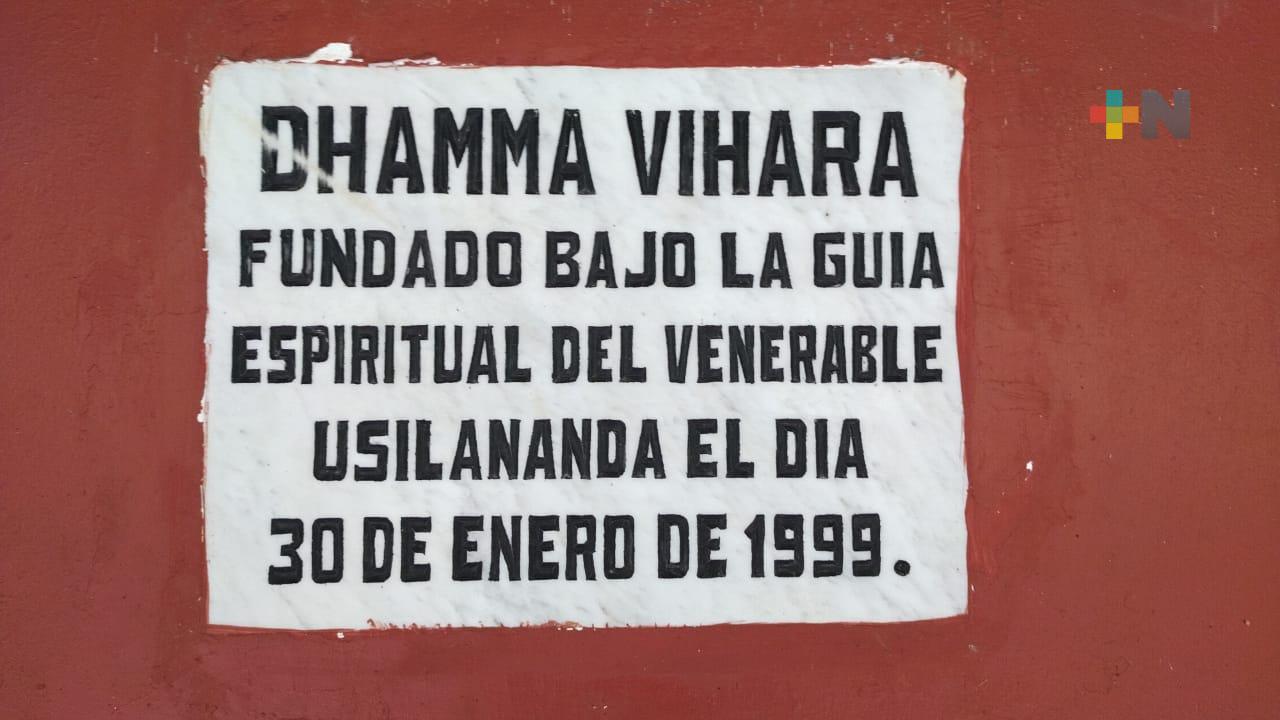 DHAMMA VIHARA
FUNDADO BAJO LA GUIA
ESPIRITUAL DEL VENERABLE
USILANANDA EL DIA
30 DE ENERO DE 1999.
+N